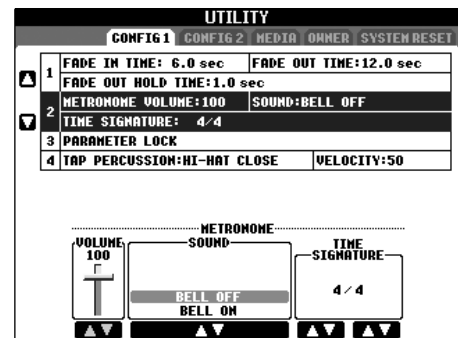 UTILITY
CONFIG 1 CONFIG 2 MEDIA OWNER SYSTEM RESET
1 FADE IN TIME: 6.0 sec FADE OUT TIME:12.0 sec
FADE OUT HOLD TIME:1.0 sec
2 METRONOME VOLUME:100 SOUND:BELL OFF
TIME SIGNATURE: 4/4
3 PARAMETER LOCK
4 TAP PERCUSSION:HI-HAT CLOSE VELOCITY:50
METRONOME
VOLUME SOUND TIME SIGNATURE
100
4/4
BELL OFF
BELL ON